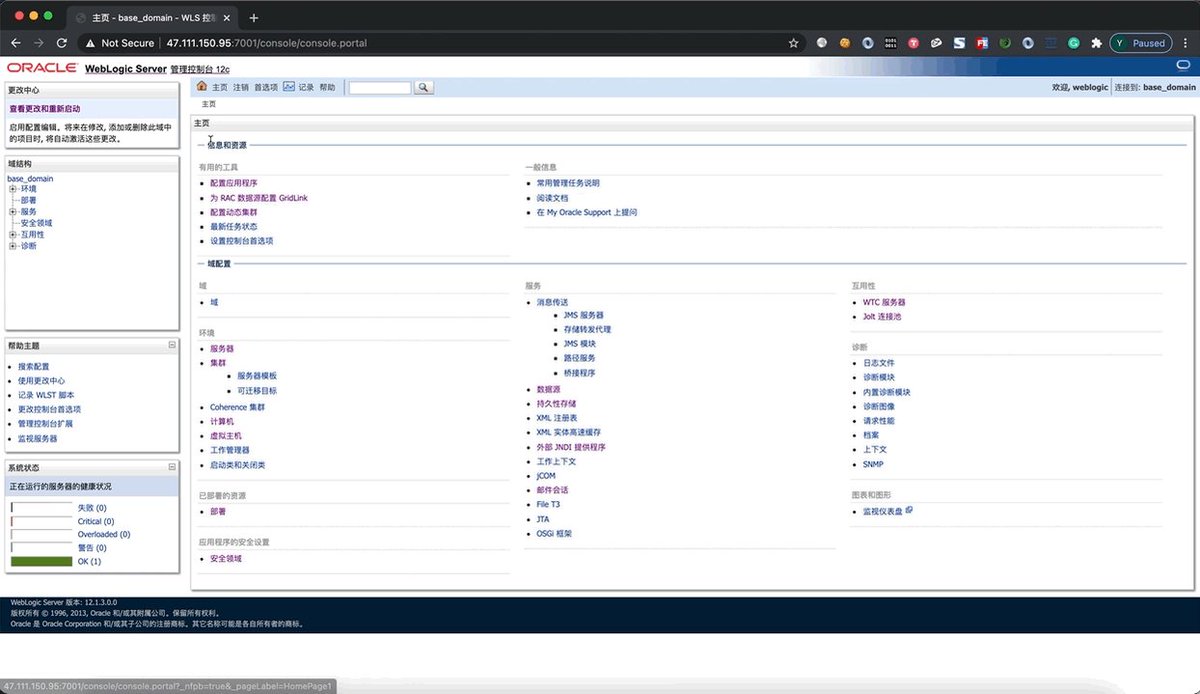 主页 - base_domain - WLS 控
Not Secure
47.111.150.95:7001/console/console.portal
Y Paused
ORACLE WebLogic Server 管理控制台 12c
更改中心
查看更改和重新启动
启用配置编辑。将来在修改, 添加或删除此域中
的项目时, 将自动激活这些更改。
域结构
base_domain
环境
部署
服务
安全领域
互用性
诊断
帮助主题
搜索配置
使用更改中心
记录 WLST 脚本
更改控制台首选项
管理控制台扩展
监视服务器
系统状态
正在运行的服务器的健康状况
失败 (0)
Critical (0)
Overloaded (0)
警告 (0)
OK (1)
主页 注销 首选项 记录 帮助
欢迎, weblogic 连接到: base_domain
主页
主页
信息和资源
有用的工具
配置应用程序
为 RAC 数据源配置 GridLink
配置动态集群
最新任务状态
设置控制台首选项
一般信息
常用管理任务说明
阅读文档
在 My Oracle Support 上提问
域配置
域
域
环境
服务器
集群
服务器模板
可迁移目标
Coherence 集群
计算机
虚拟主机
工作管理器
启动类和关闭类
已部署的资源
部署
应用程序的安全设置
安全领域
服务
消息传送
JMS 服务器
存储转发代理
JMS 模块
路径服务
桥接程序
数据源
持久性存储
XML 注册表
XML 实体高速缓存
外部 JNDI 提供程序
工作上下文
jCOM
邮件会话
File T3
JTA
OSGi 框架
互用性
WTC 服务器
Jolt 连接池
诊断
日志文件
诊断模块
内置诊断模块
诊断图像
请求性能
档案
上下文
SNMP
图表和图形
监视仪表盘
WebLogic Server 版本: 12.1.3.0.0
版权所有 © 1996, 2013, Oracle 和/或其附属公司。保留所有权利。
Oracle 是 Oracle Corporation 和/或其子公司的注册商标。其它名称可能是各自所有者的商标。
47.111.150.95:7001/console/console.portal?_nfpb=true&_pageLabel=HomePage1